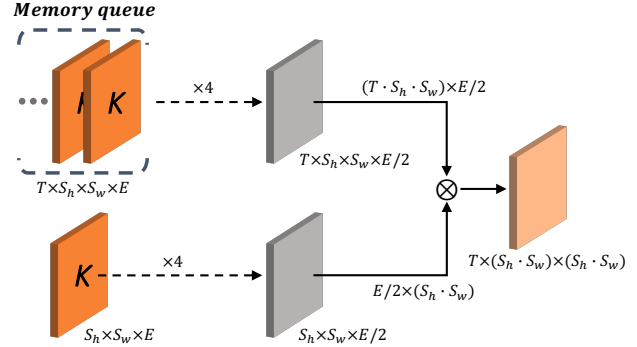 Memory queue
K K
×4
(T · S_h · S_w)×E/2
T×S_h×S_w×E/2
T×S_h×S_w×E
T×(S_h · S_w)×(S_h · S_w)
K
×4
E/2×(S_h · S_w)
S_h×S_w×E
S_h×S_w×E/2